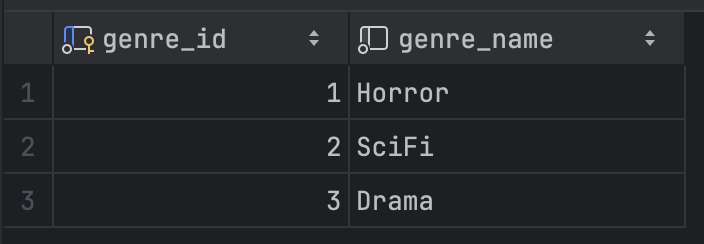 genre_id genre_name
1 1 Horror
2 2 SciFi
3 3 Drama